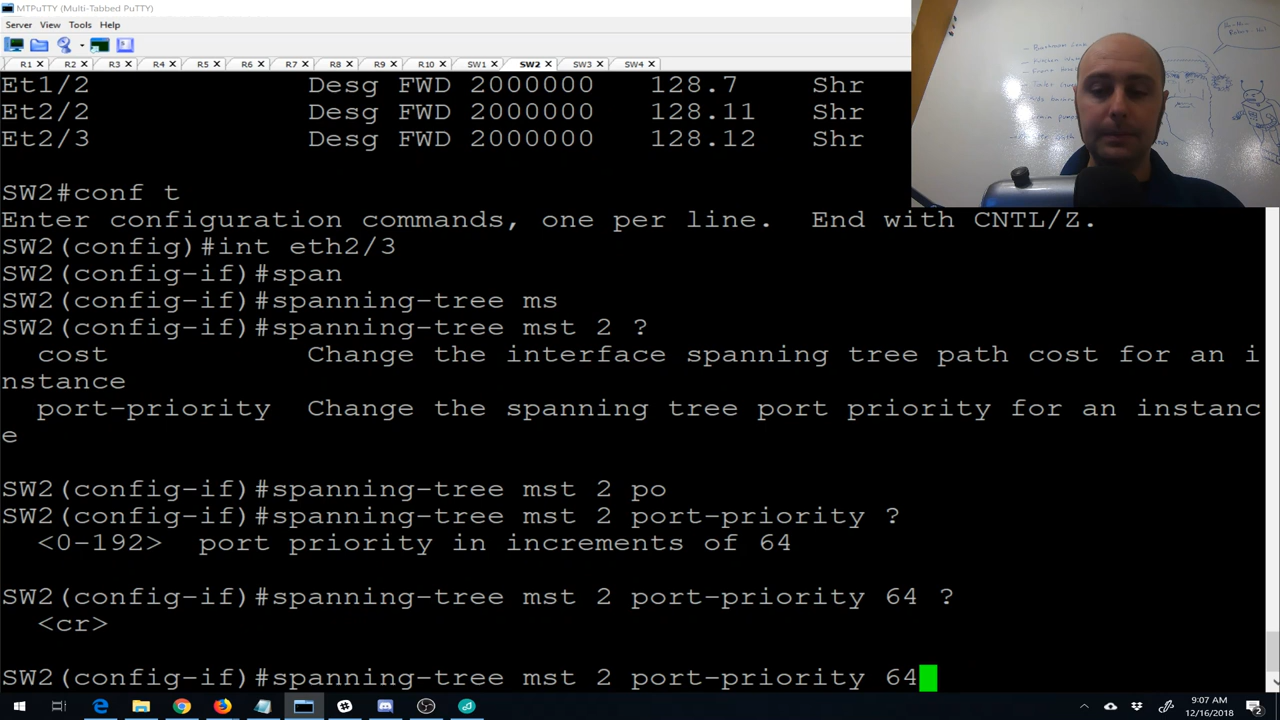 MTPuTTY (Multi-Tabbed PuTTY)
Server View Tools Help
R1 R2 R3 R4 R5 R6 R7 R8 R9 R10 SW1 SW2 SW3 SW4
Et1/2 Desg FWD 2000000 128.7 Shr
Et2/2 Desg FWD 2000000 128.11 Shr
Et2/3 Desg FWD 2000000 128.12 Shr
SW2#conf t
Enter configuration commands, one per line. End with CNTL/Z.
SW2(config)#int eth2/3
SW2(config-if)#span
SW2(config-if)#spanning-tree ms
SW2(config-if)#spanning-tree mst 2 ?
cost Change the interface spanning tree path cost for an i
nstance
port-priority Change the spanning tree port priority for an instanc
e
SW2(config-if)#spanning-tree mst 2 po
SW2(config-if)#spanning-tree mst 2 port-priority ?
<0-192> port priority in increments of 64
SW2(config-if)#spanning-tree mst 2 port-priority 64 ?
<cr>
SW2(config-if)#spanning-tree mst 2 port-priority 64
9:07 AM
12/16/2018
2